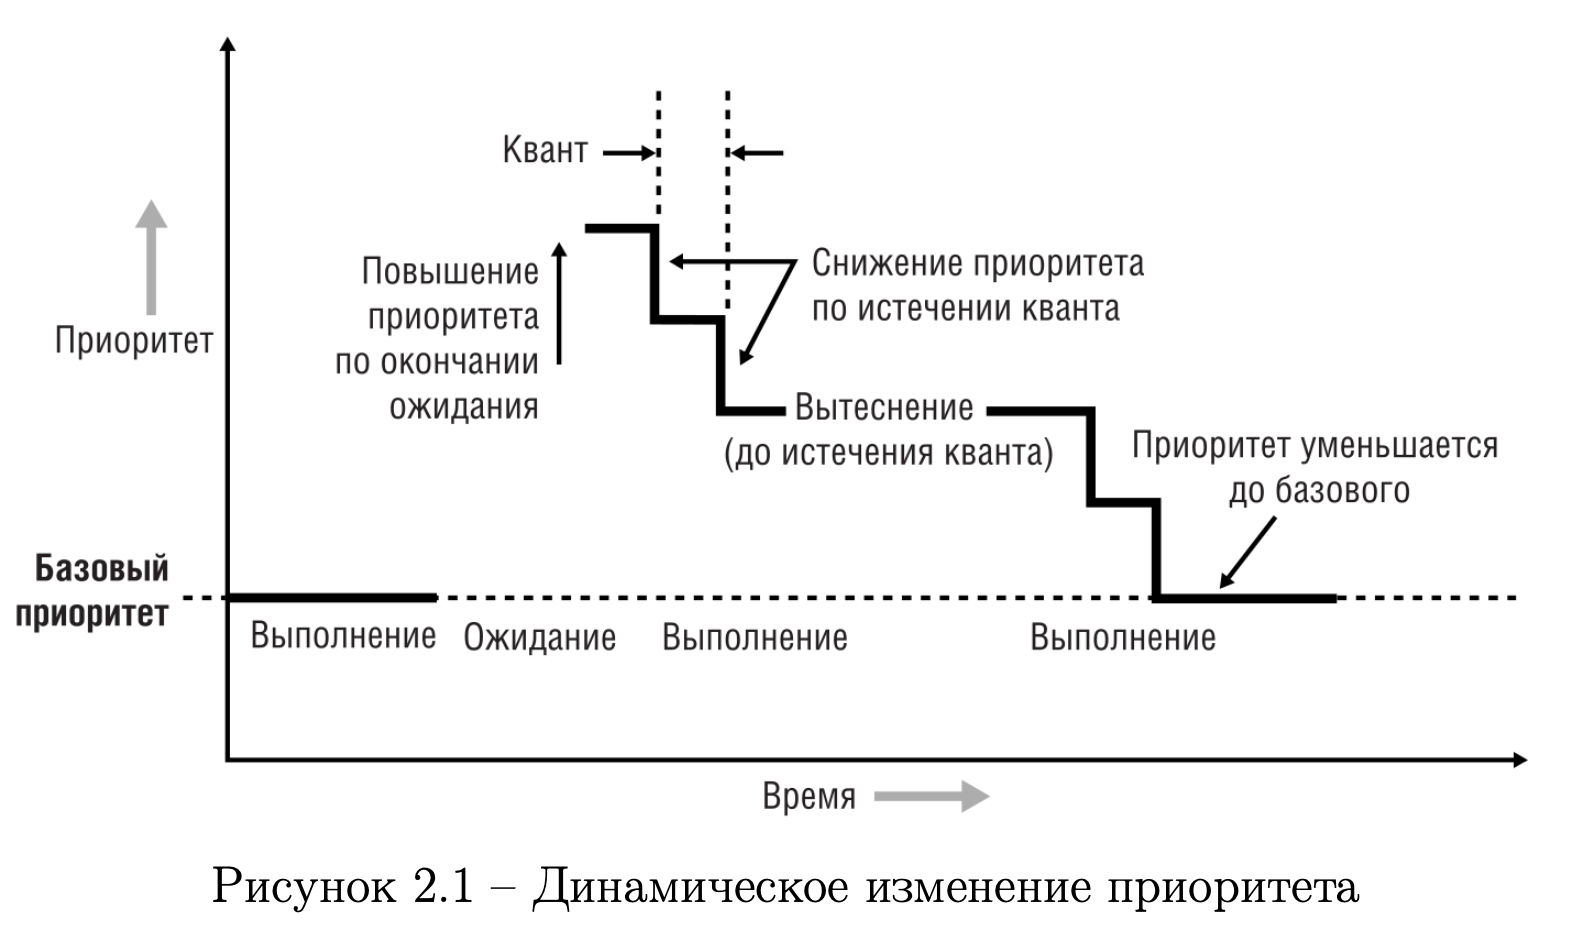 Квант
Повышение
приоритета
по окончании
ожидания
Снижение приоритета
по истечении кванта
Приоритет
Вытеснение
(до истечения кванта)
Приоритет уменьшается
до базового
Базовый
приоритет
Выполнение
Ожидание
Выполнение
Выполнение
Время
Рисунок 2.1 – Динамическое изменение приоритета